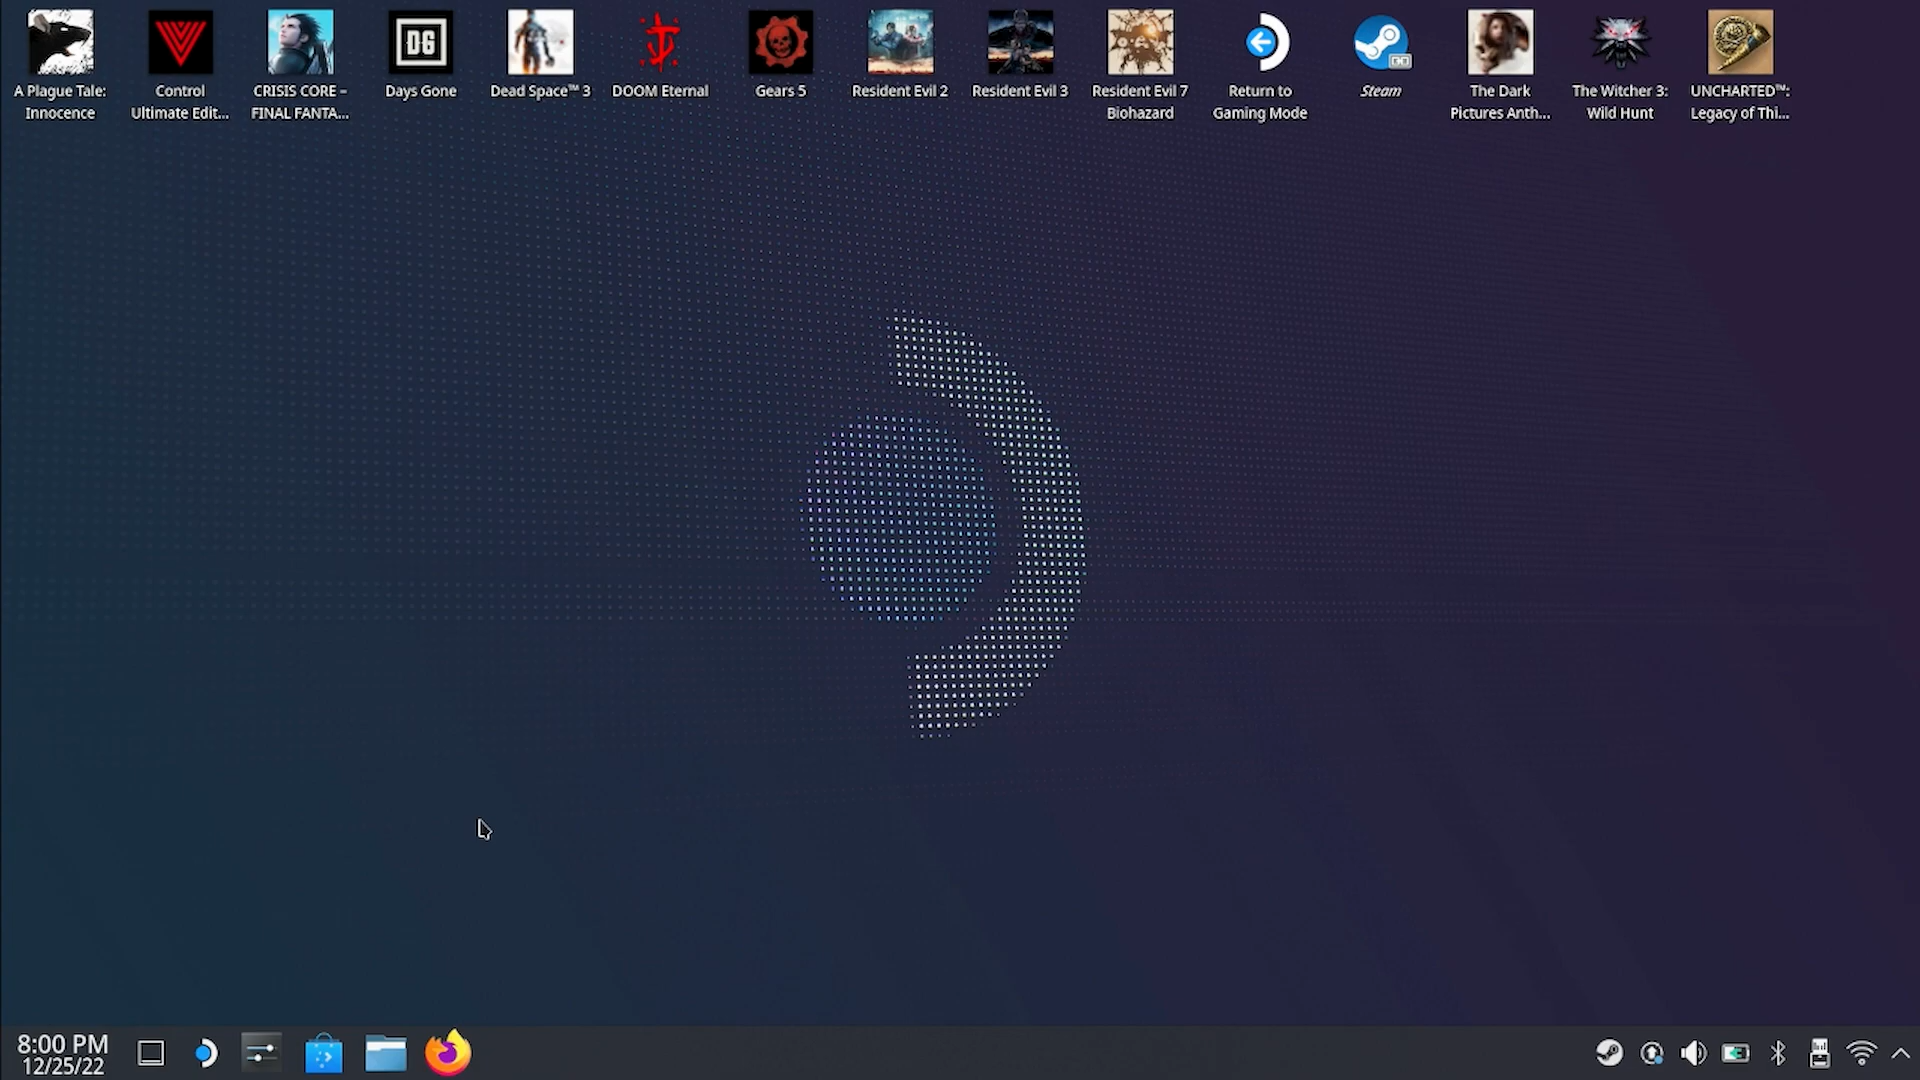 A Plague Tale:
Innocence
Control
Ultimate Edit...
CRISIS CORE –
FINAL FANTA...
D6
Days Gone
Dead Space™ 3
DOOM Eternal
Gears 5
Resident Evil 2
Resident Evil 3
Resident Evil 7
Biohazard
Return to
Gaming Mode
Steam
The Dark
Pictures Anth...
The Witcher 3:
Wild Hunt
UNCHARTED™:
Legacy of Thi...
8:00 PM
12/25/22